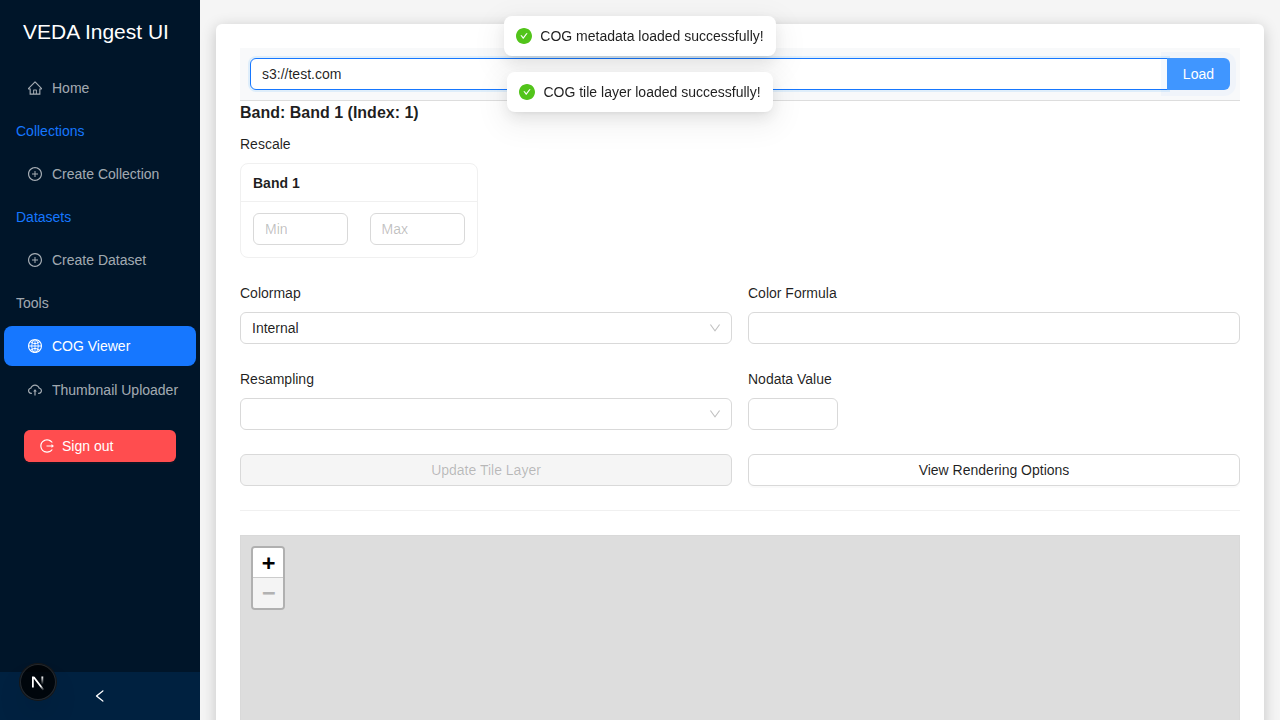 VEDA Ingest UI
Home
Collections
Create Collection
Datasets
Create Dataset
Tools
COG Viewer
Thumbnail Uploader
Sign out
N
COG metadata loaded successfully!
s3://test.com
Load
COG tile layer loaded successfully!
Band: Band 1 (Index: 1)
Rescale
Band 1
Min
Max
Colormap
Color Formula
Internal
Resampling
Nodata Value
Update Tile Layer
View Rendering Options
+
−